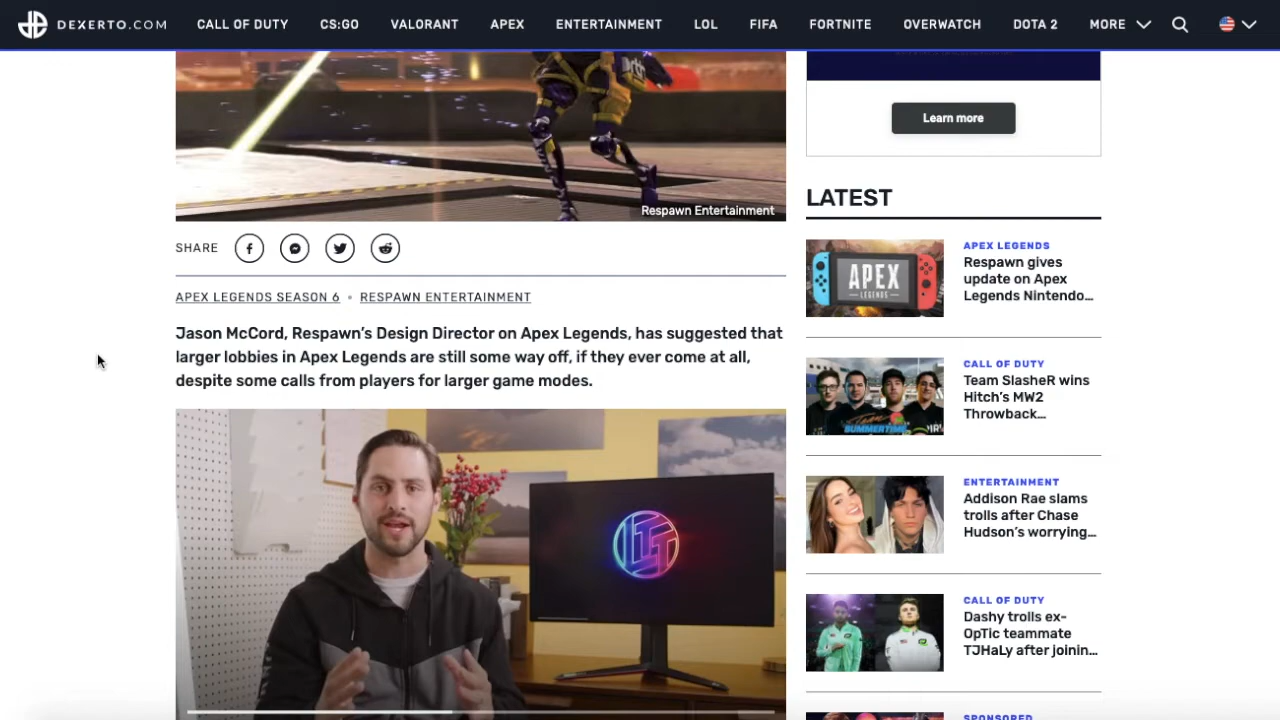 DEXERTO.COM
CALL OF DUTY
CS:GO
VALORANT
APEX
ENTERTAINMENT
LOL
FIFA
FORTNITE
OVERWATCH
DOTA 2
MORE
Respawn Entertainment
SHARE
APEX LEGENDS SEASON 6 • RESPAWN ENTERTAINMENT
Jason McCord, Respawn’s Design Director on Apex Legends, has suggested that
larger lobbies in Apex Legends are still some way off, if they ever come at all,
despite some calls from players for larger game modes.
Learn more
LATEST
APEX
LEGENDS
APEX LEGENDS
Respawn gives
update on Apex
Legends Nintendo…
CALL OF DUTY
Team SlasheR wins
Hitch’s MW2
Throwback…
SUMMERTIME
ENTERTAINMENT
Addison Rae slams
trolls after Chase
Hudson’s worrying…
CALL OF DUTY
Dashy trolls ex-
OpTic teammate
TJHaLy after joinin…
SPONSORED